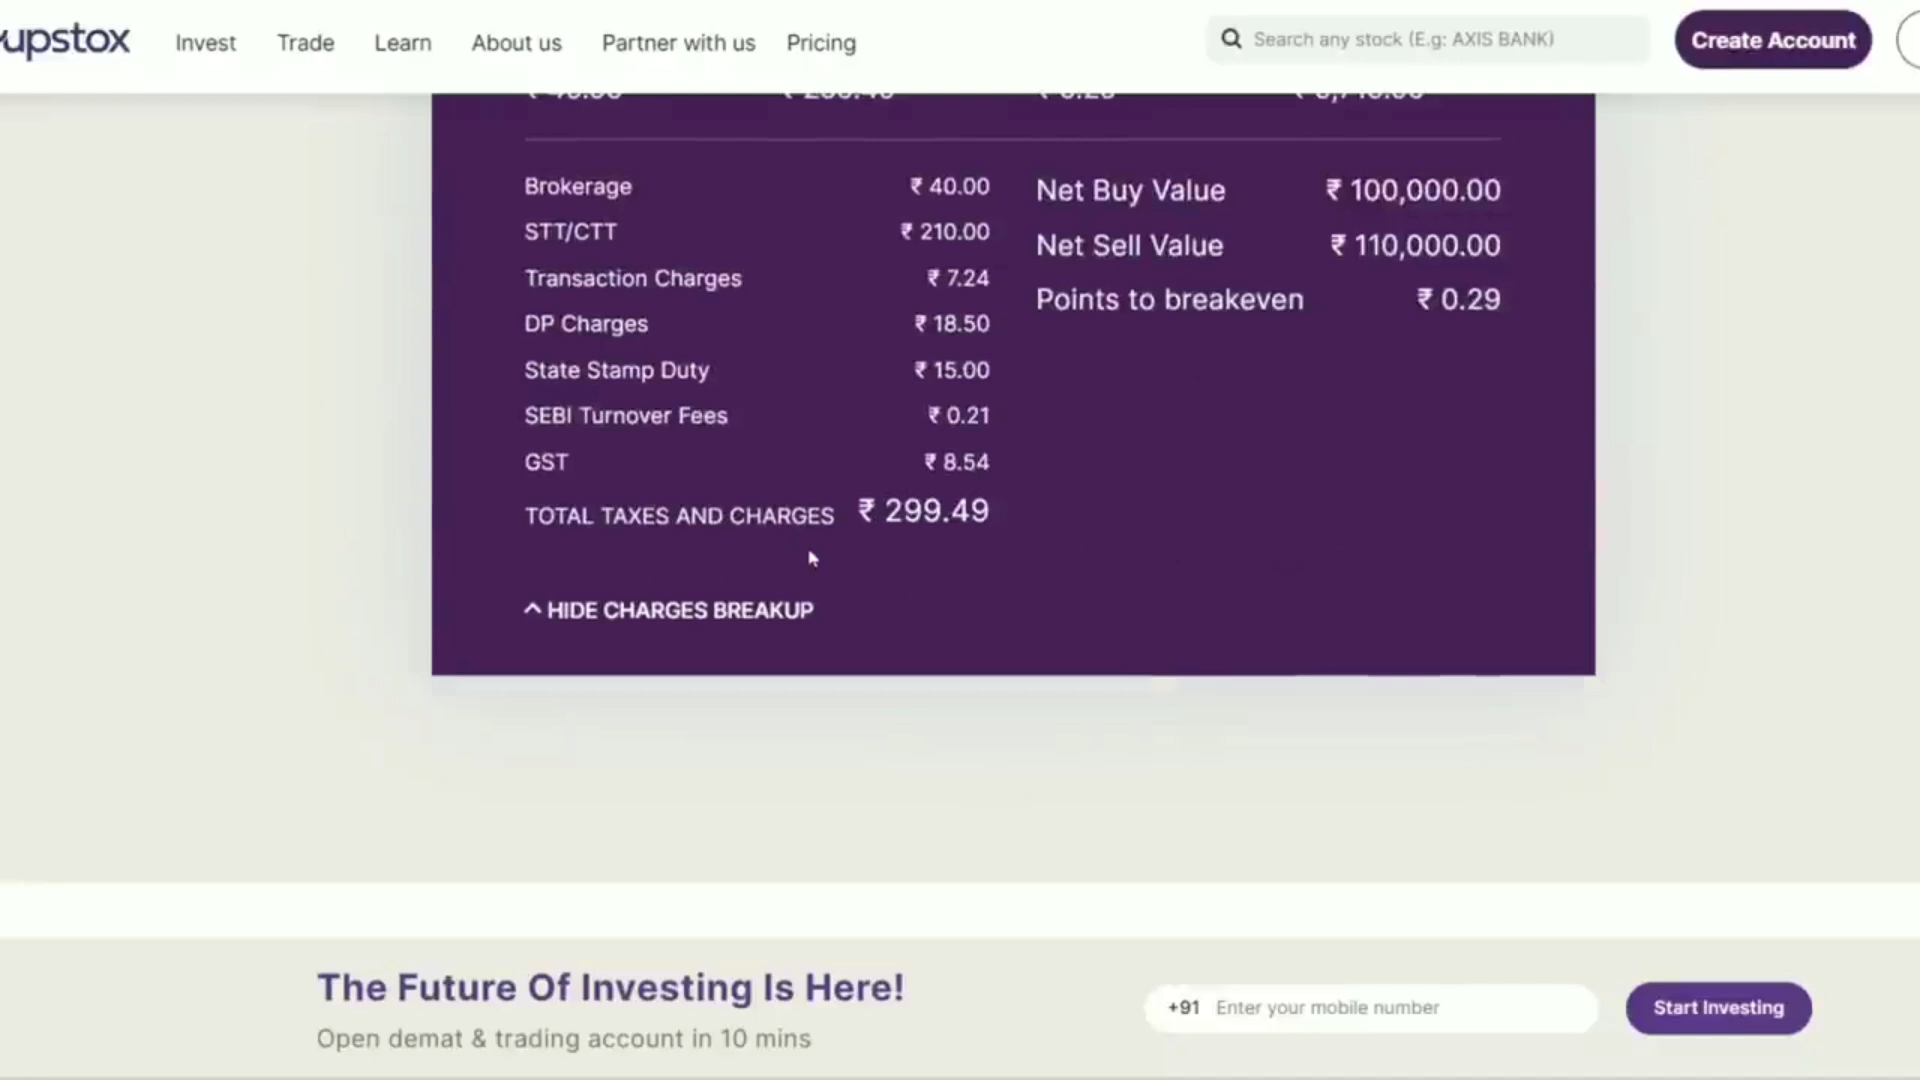 upstox
Invest Trade Learn About us Partner with us Pricing
Search any stock (E.g: AXIS BANK)
Create Account
Brokerage ₹ 40.00
STT/CTT ₹ 210.00
Transaction Charges ₹ 7.24
DP Charges ₹ 18.50
State Stamp Duty ₹ 15.00
SEBI Turnover Fees ₹ 0.21
GST ₹ 8.54
TOTAL TAXES AND CHARGES ₹ 299.49
Net Buy Value ₹ 100,000.00
Net Sell Value ₹ 110,000.00
Points to breakeven ₹ 0.29
HIDE CHARGES BREAKUP
The Future Of Investing Is Here!
Open demat & trading account in 10 mins
+91 Enter your mobile number
Start Investing